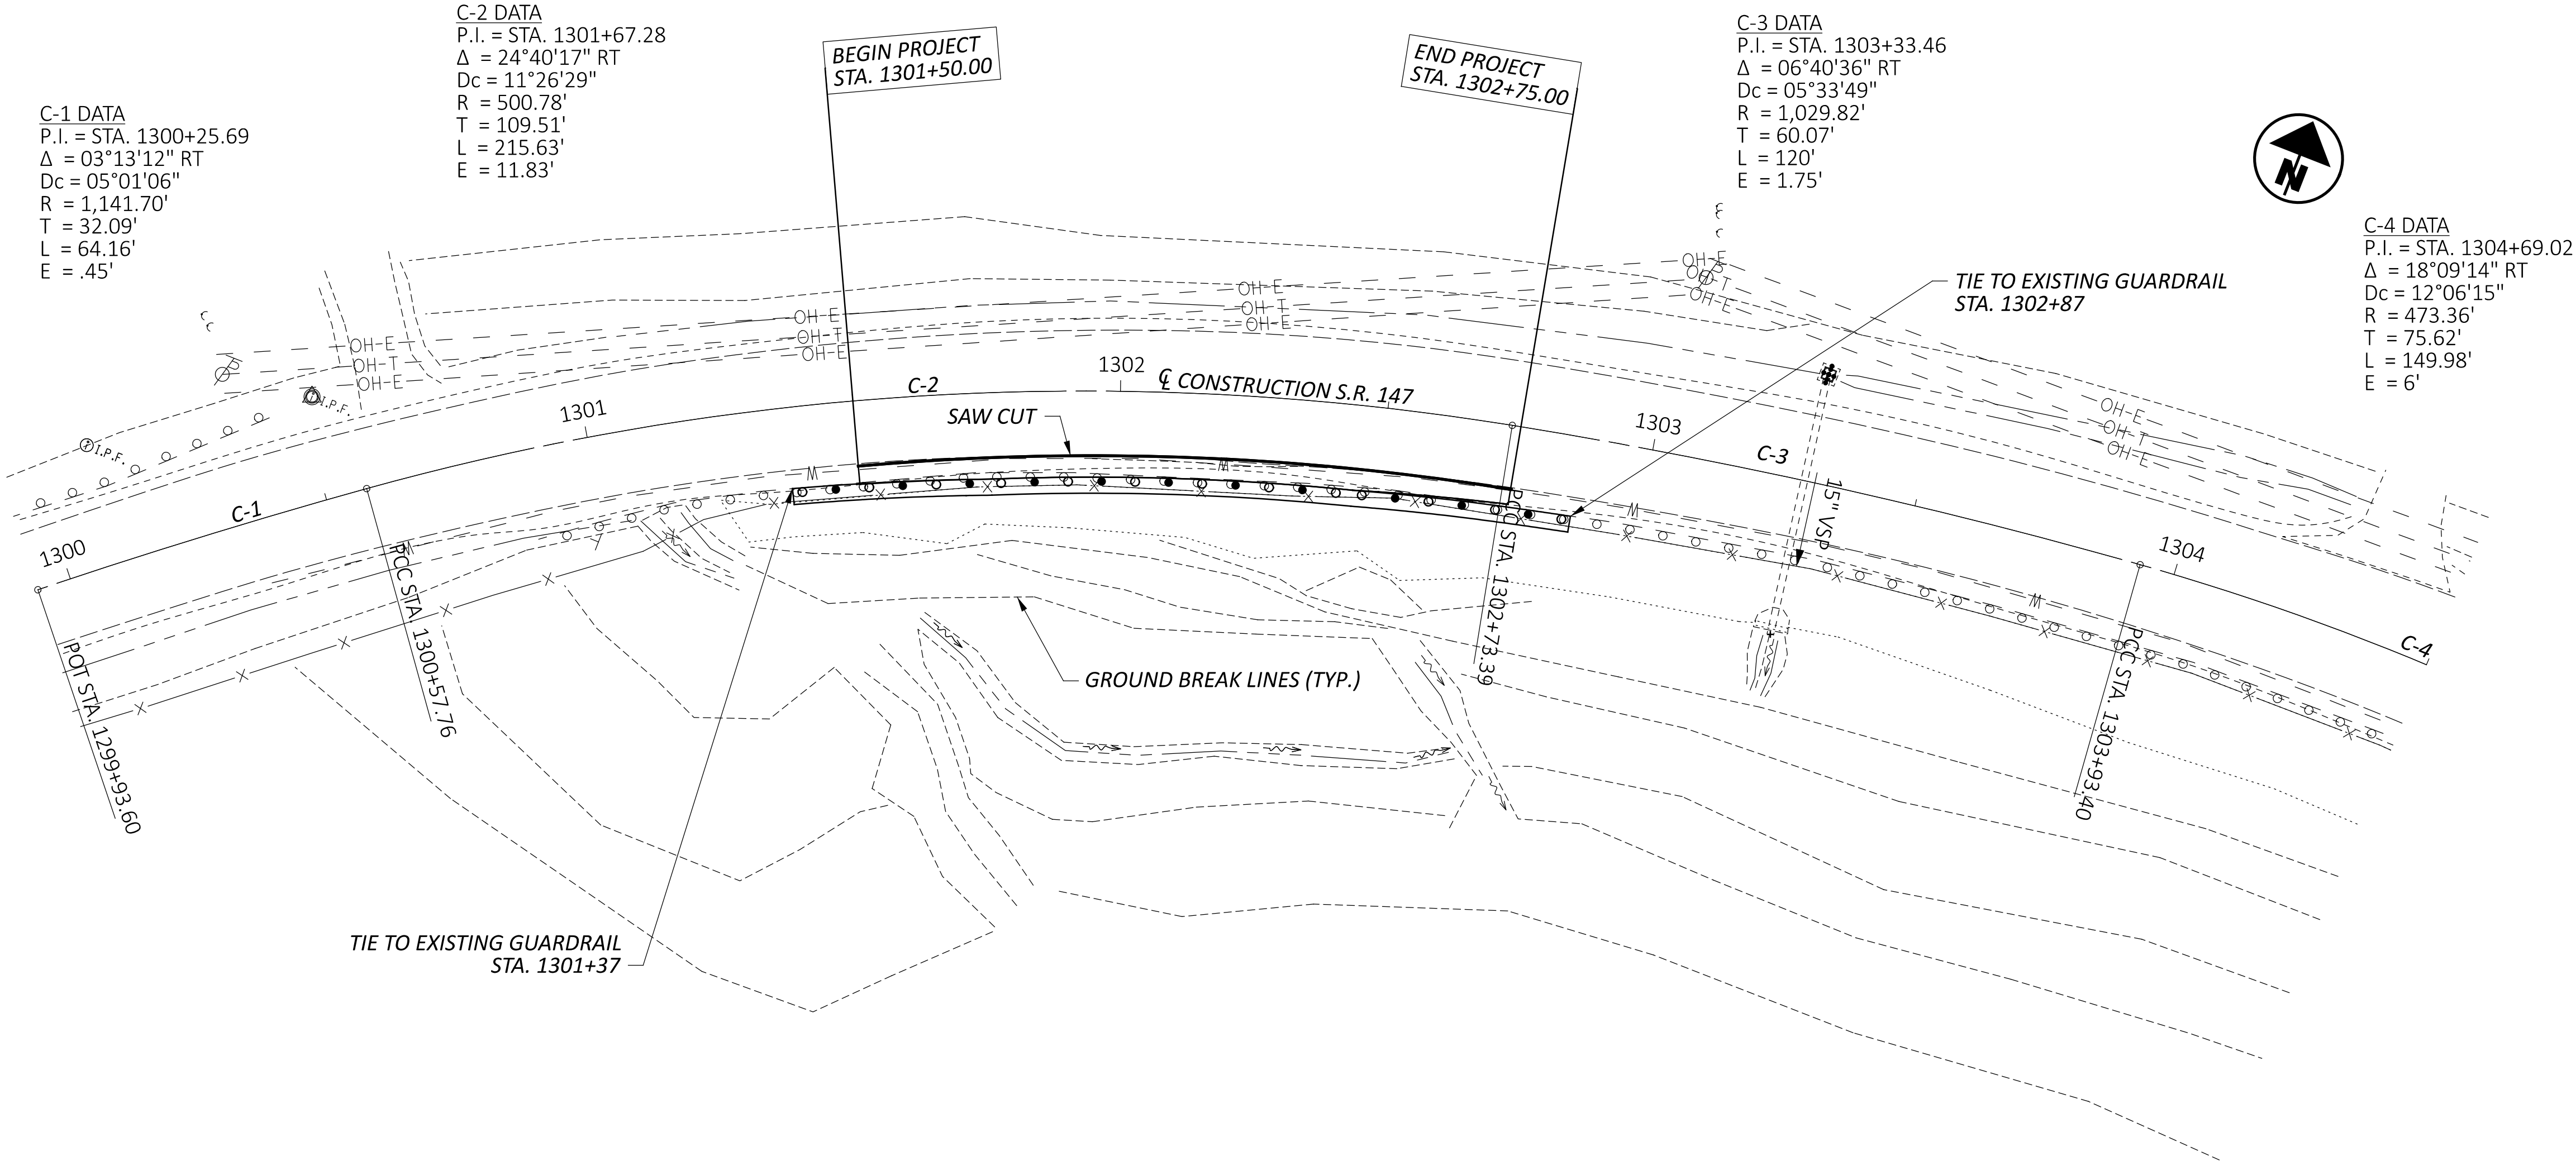 C-2 DATA
P.I. = STA. 1301+67.28
Δ = 24°40'17" RT
Dc = 11°26'29"
R = 500.78'
T = 109.51'
L = 215.63'
E = 11.83'
BEGIN PROJECT
STA. 1301+50.00
END PROJECT
STA. 1302+75.00
C-3 DATA
P.I. = STA. 1303+33.46
Δ = 06°40'36" RT
Dc = 05°33'49"
R = 1,029.82'
T = 60.07'
L = 120'
E = 1.75'
C-1 DATA
P.I. = STA. 1300+25.69
Δ = 03°13'12" RT
Dc = 05°01'06"
R = 1,141.70'
T = 32.09'
L = 64.16'
E = .45'
N
C-4 DATA
P.I. = STA. 1304+69.02
Δ = 18°09'14" RT
Dc = 12°06'15"
R = 473.36'
T = 75.62'
L = 149.98'
E = 6'
TIE TO EXISTING GUARDRAIL
STA. 1302+87
OH-E
OH-T
OH-E
OH-E
OH-T
OH-E
OH-E
OH-T
OH-E
OH-E
OH-T
OH-E
OH-E
OH-T
OH-E
I.P.F.
I.P.F.
1300
C-1
1301
C-2
1302
℄ CONSTRUCTION S.R. 147
1303
C-3
1304
C-4
SAW CUT
15" VSP
POT STA. 1299+93.60
PCC STA. 1300+57.76
PCC STA. 1302+73.39
PCC STA. 1303+93.40
GROUND BREAK LINES (TYP.)
TIE TO EXISTING GUARDRAIL
STA. 1301+37